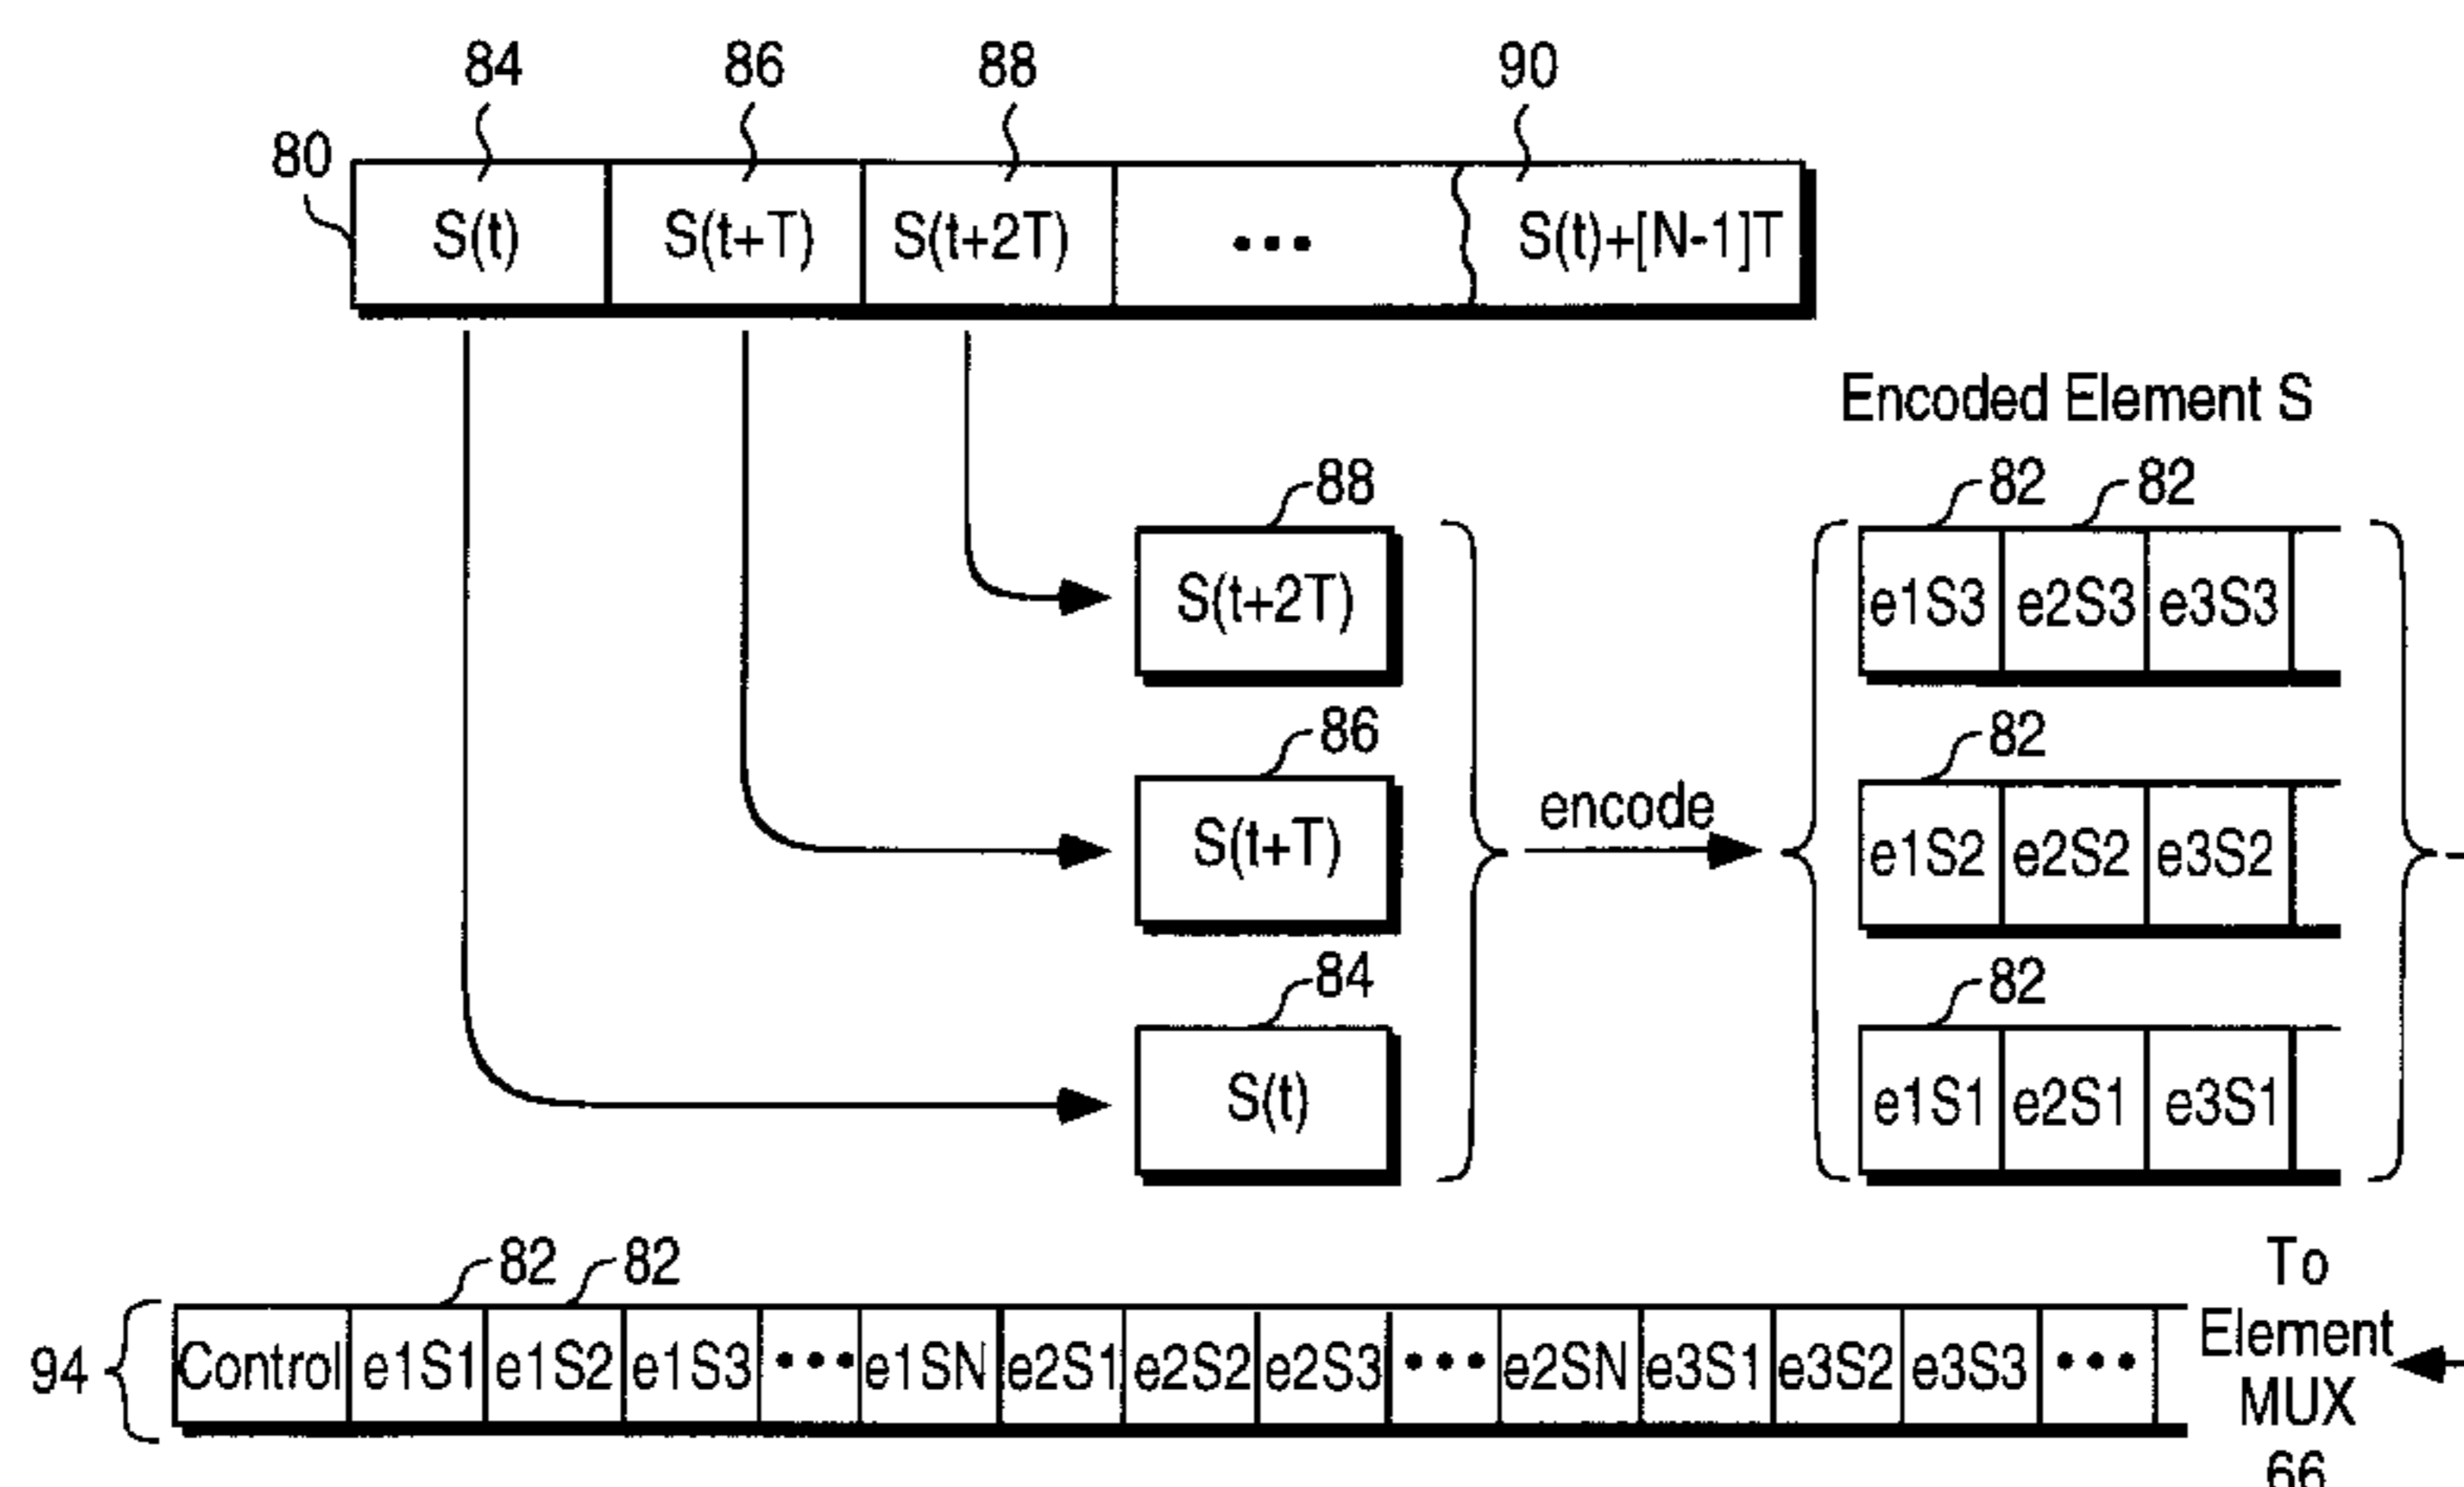 84 86 88 90
80
S(t) S(t+T) S(t+2T) ••• S(t)+[N-1]T
Encoded Element S
88 82 82
S(t+2T) e1S3 e2S3 e3S3
86 82
encode
S(t+T) e1S2 e2S2 e3S2
84 82
S(t) e1S1 e2S1 e3S1
82 82
94 Control e1S1 e1S2 e1S3 ••• e1SN e2S1 e2S2 e2S3 ••• e2SN e3S1 e3S2 e3S3 •••
To
Element
MUX
66